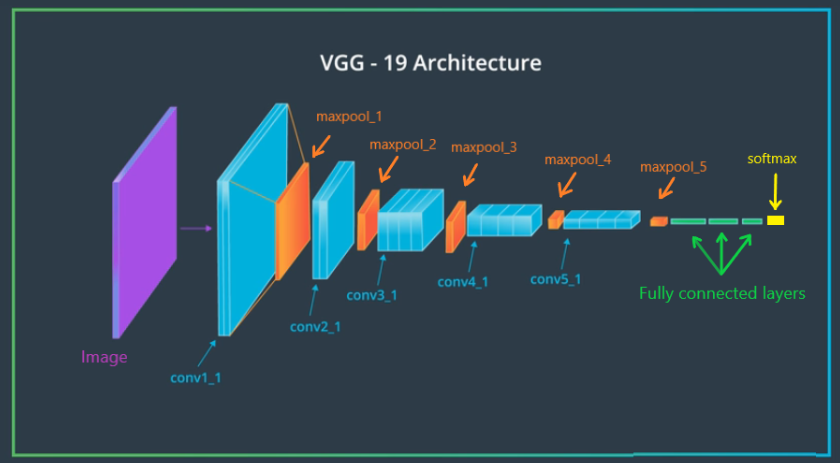 VGG - 19 Architecture
maxpool_1
maxpool_2
maxpool_3
maxpool_4
maxpool_5
softmax
conv5_1
conv4_1
conv3_1
Fully connected layers
conv2_1
Image
conv1_1